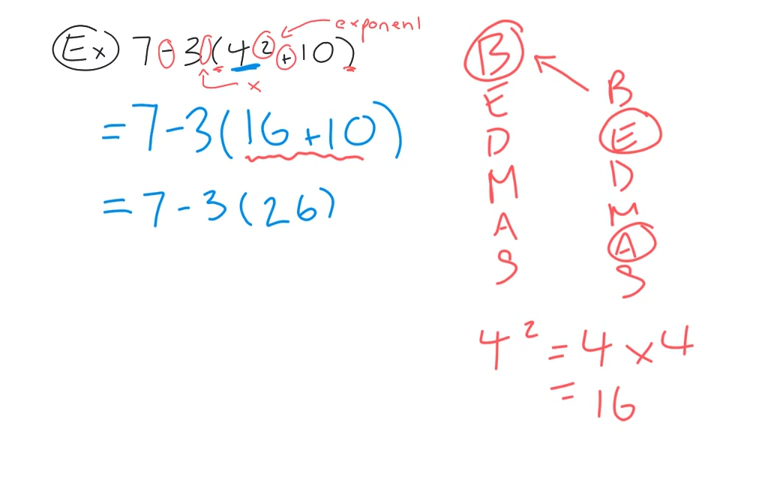 exponent
Ex) 7 - 3(4² + 10)
x
= 7 - 3(16 + 10)
= 7 - 3(26)
B
E
D
M
A
S
B
E
D
M
A
S
4² = 4 × 4
= 16